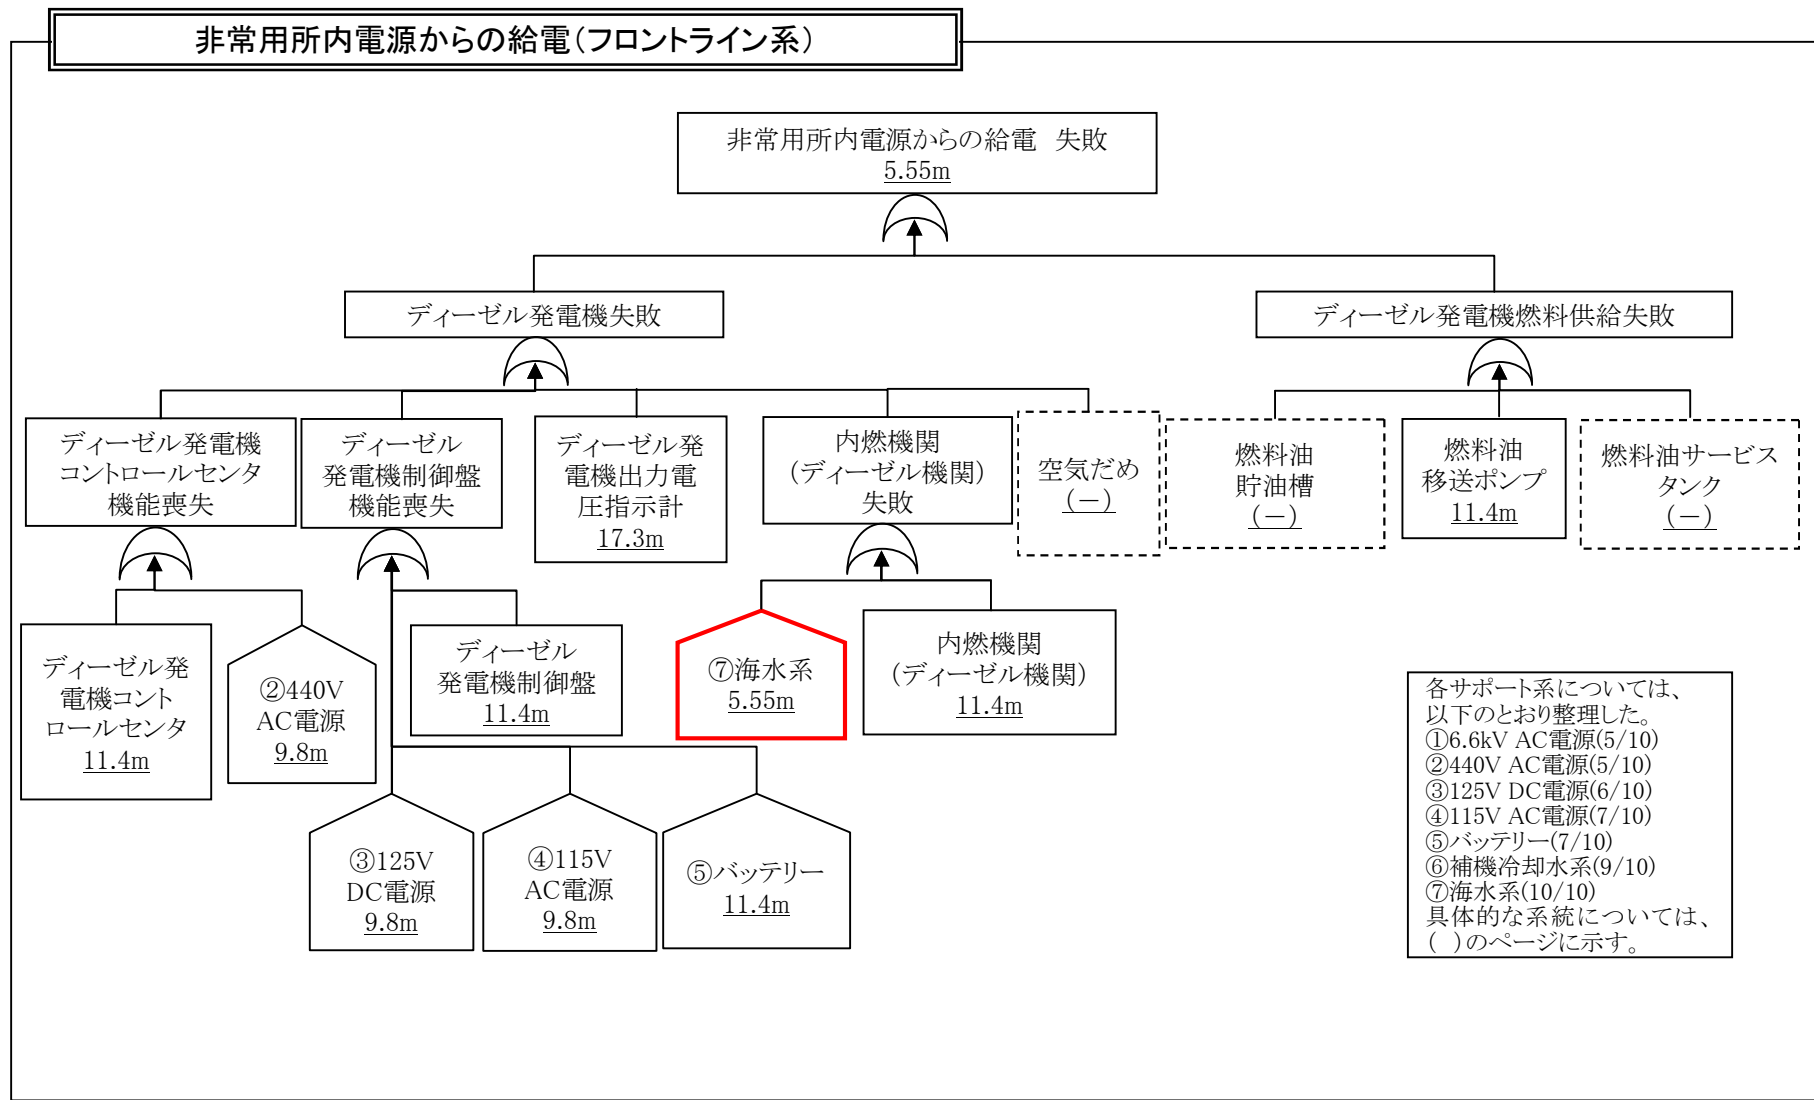 非常用所内電源からの給電(フロントライン系)
非常用所内電源からの給電　失敗
5.55m
ディーゼル発電機失敗
ディーゼル発電機燃料供給失敗
ディーゼル発電機
コントロールセンタ
機能喪失
ディーゼル
発電機制御盤
機能喪失
ディーゼル発
電機出力電
圧指示計
17.3m
内燃機関
(ディーゼル機関)
失敗
空気だめ
(－)
燃料油
貯油槽
(－)
燃料油
移送ポンプ
11.4m
燃料油サービス
タンク
(－)
ディーゼル発
電機コント
ロールセンタ
11.4m
②440V
AC電源
9.8m
ディーゼル
発電機制御盤
11.4m
⑦海水系
5.55m
内燃機関
(ディーゼル機関)
11.4m
③125V
DC電源
9.8m
④115V
AC電源
9.8m
⑤バッテリー
11.4m
各サポート系については、
以下のとおり整理した。
①6.6kV AC電源(5/10)
②440V AC電源(5/10)
③125V DC電源(6/10)
④115V AC電源(7/10)
⑤バッテリー(7/10)
⑥補機冷却水系(9/10)
⑦海水系(10/10)
具体的な系統については、
( )のページに示す。